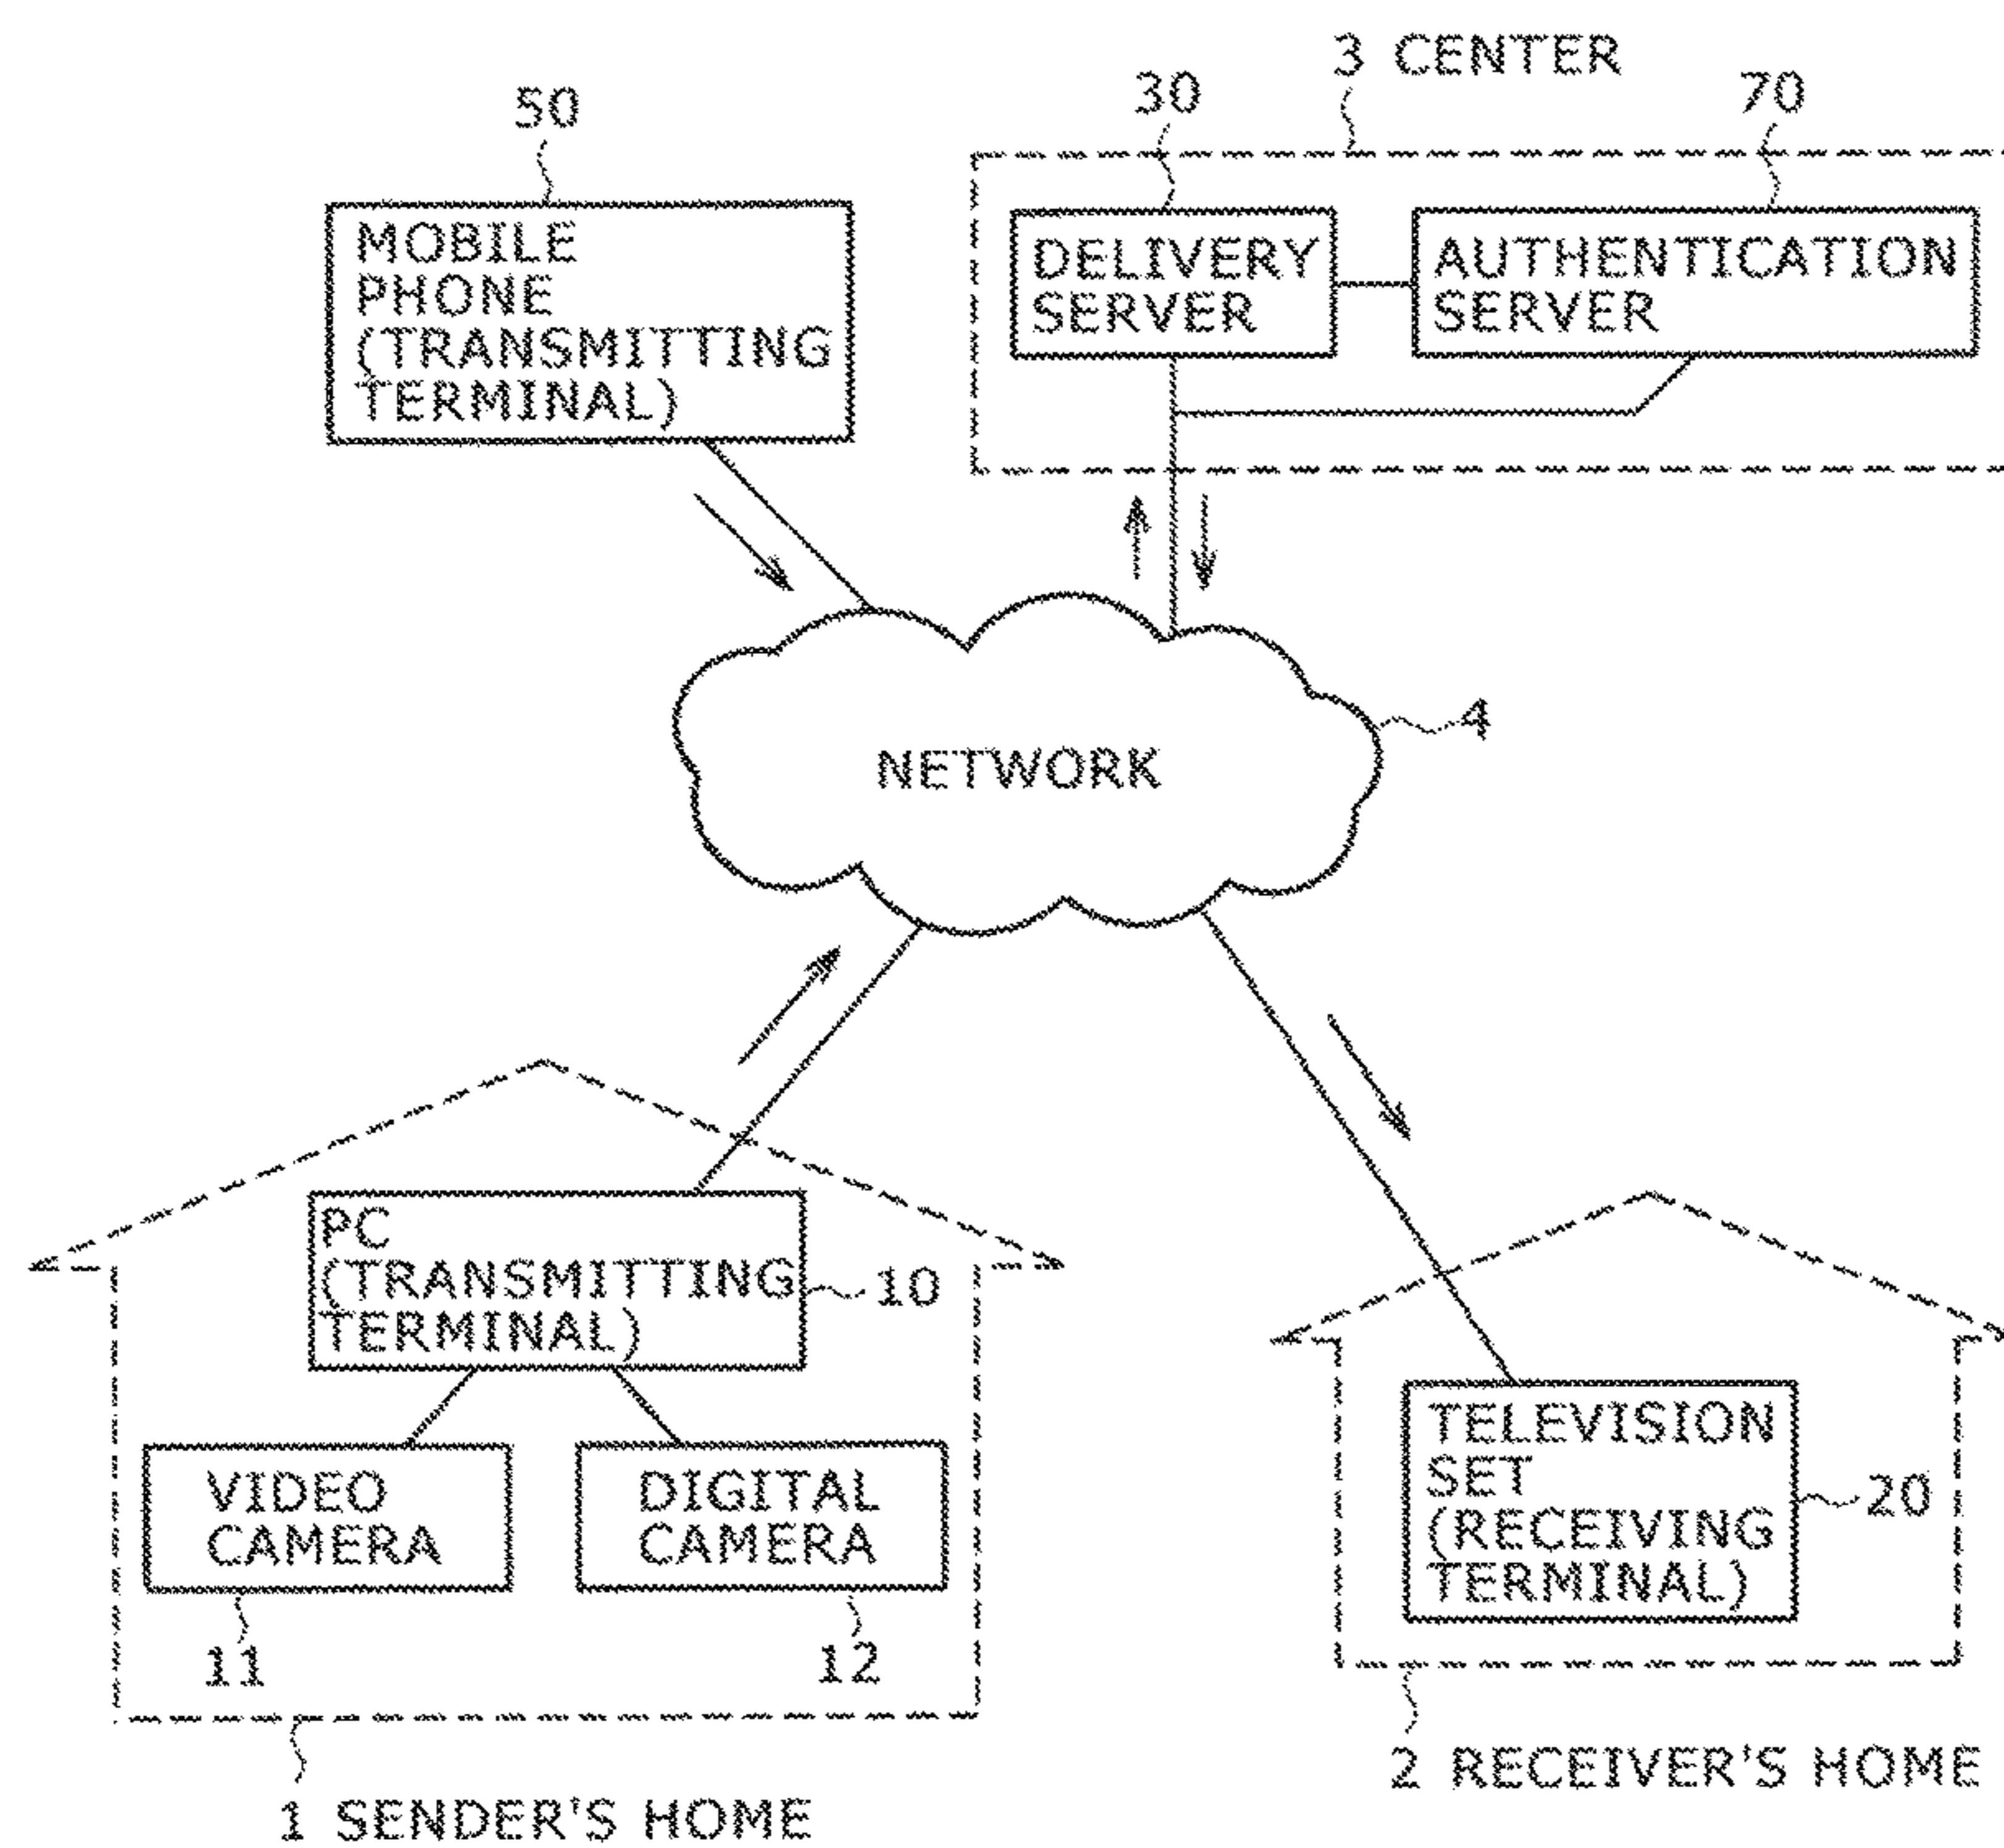 3 CENTER
50
30
70
MOBILE
PHONE
(TRANSMITTING
TERMINAL)
DELIVERY
SERVER
AUTHENTICATION
SERVER
4
NETWORK
PC
(TRANSMITTING
TERMINAL)
10
VIDEO
CAMERA
DIGITAL
CAMERA
11
12
1 SENDER'S HOME
TELEVISION
SET
(RECEIVING
TERMINAL)
20
2 RECEIVER'S HOME